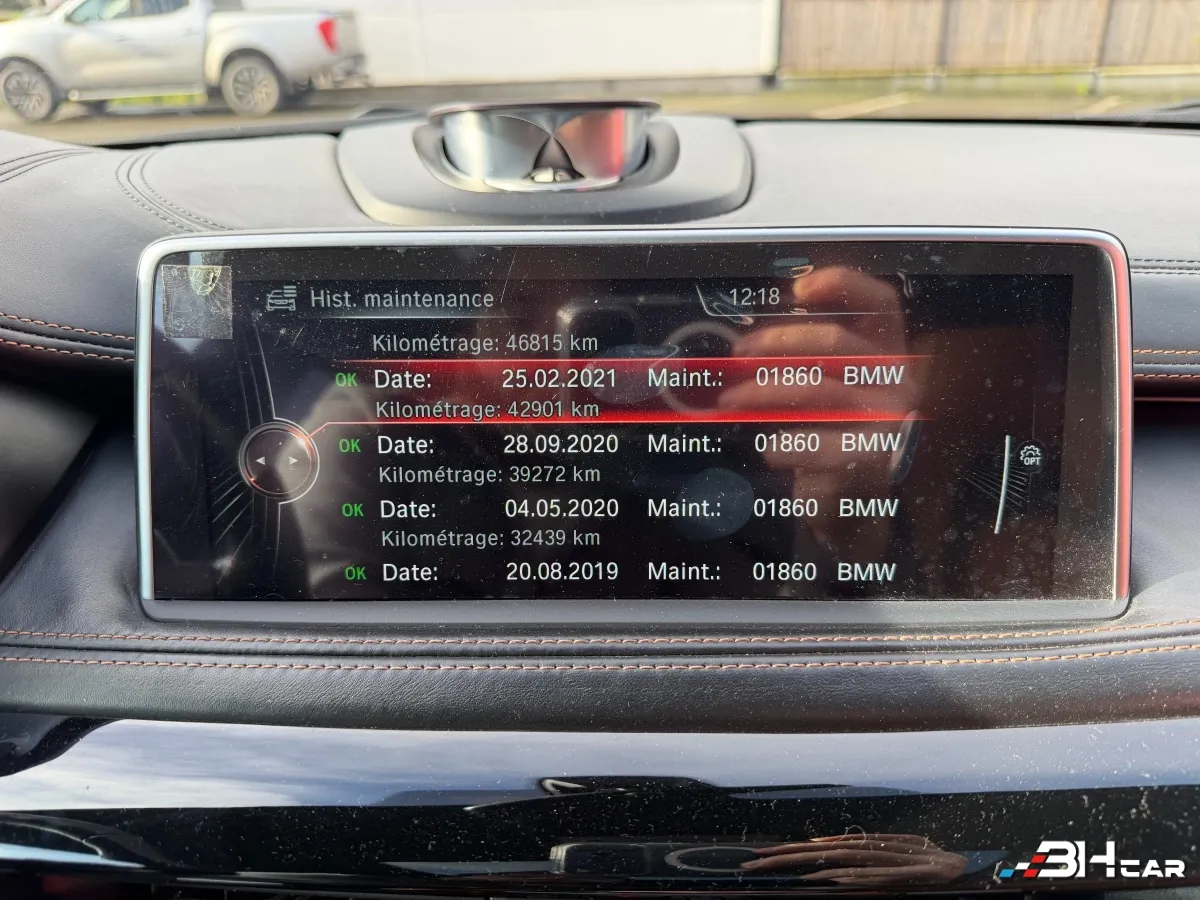 Hist. maintenance 12:18
Kilométrage: 46815 km
OK Date: 25.02.2021 Maint.: 01860 BMW
Kilométrage: 42901 km
OK Date: 28.09.2020 Maint.: 01860 BMW
OPT
Kilométrage: 39272 km
OK Date: 04.05.2020 Maint.: 01860 BMW
Kilométrage: 32439 km
OK Date: 20.08.2019 Maint.: 01860 BMW
3HCAR